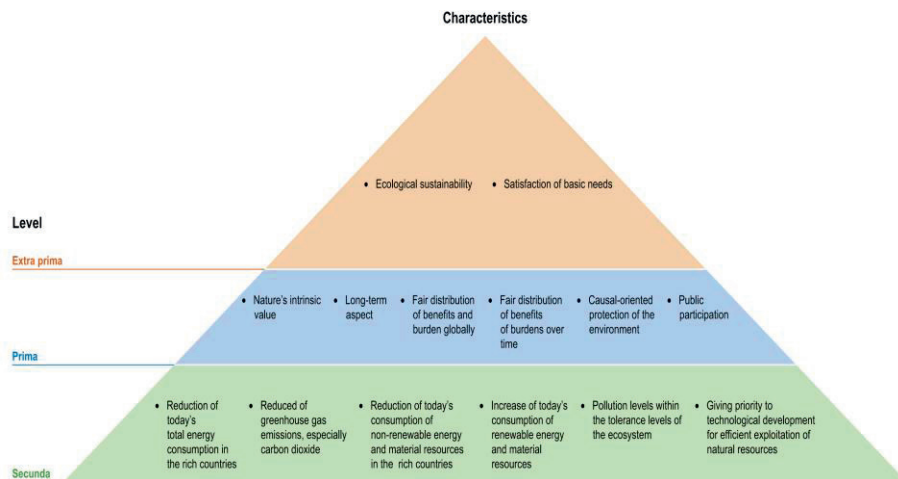 Characteristics
• Ecological sustainability
• Satisfaction of basic needs
Level
Extra prima
• Nature's intrinsic
value
• Long-term
aspect
• Fair distribution
of benefits and
burden globally
• Fair distribution
of benefits
of burdens over
time
• Causal-oriented
protection of the
environment
• Public
participation
Prima
• Reduction of
today's
total energy
consumption in
the rich countries
• Reduced of
greenhouse gas
emissions, especially
carbon dioxide
• Reduction of today's
consumption of
non-renewable energy
and material resources
in the rich countries
• Increase of today's
consumption of
renewable energy
and material
resources
• Pollution levels within
the tolerance levels of
the ecosystem
• Giving priority to
technological development
for efficient exploitation of
natural resources
Secunda